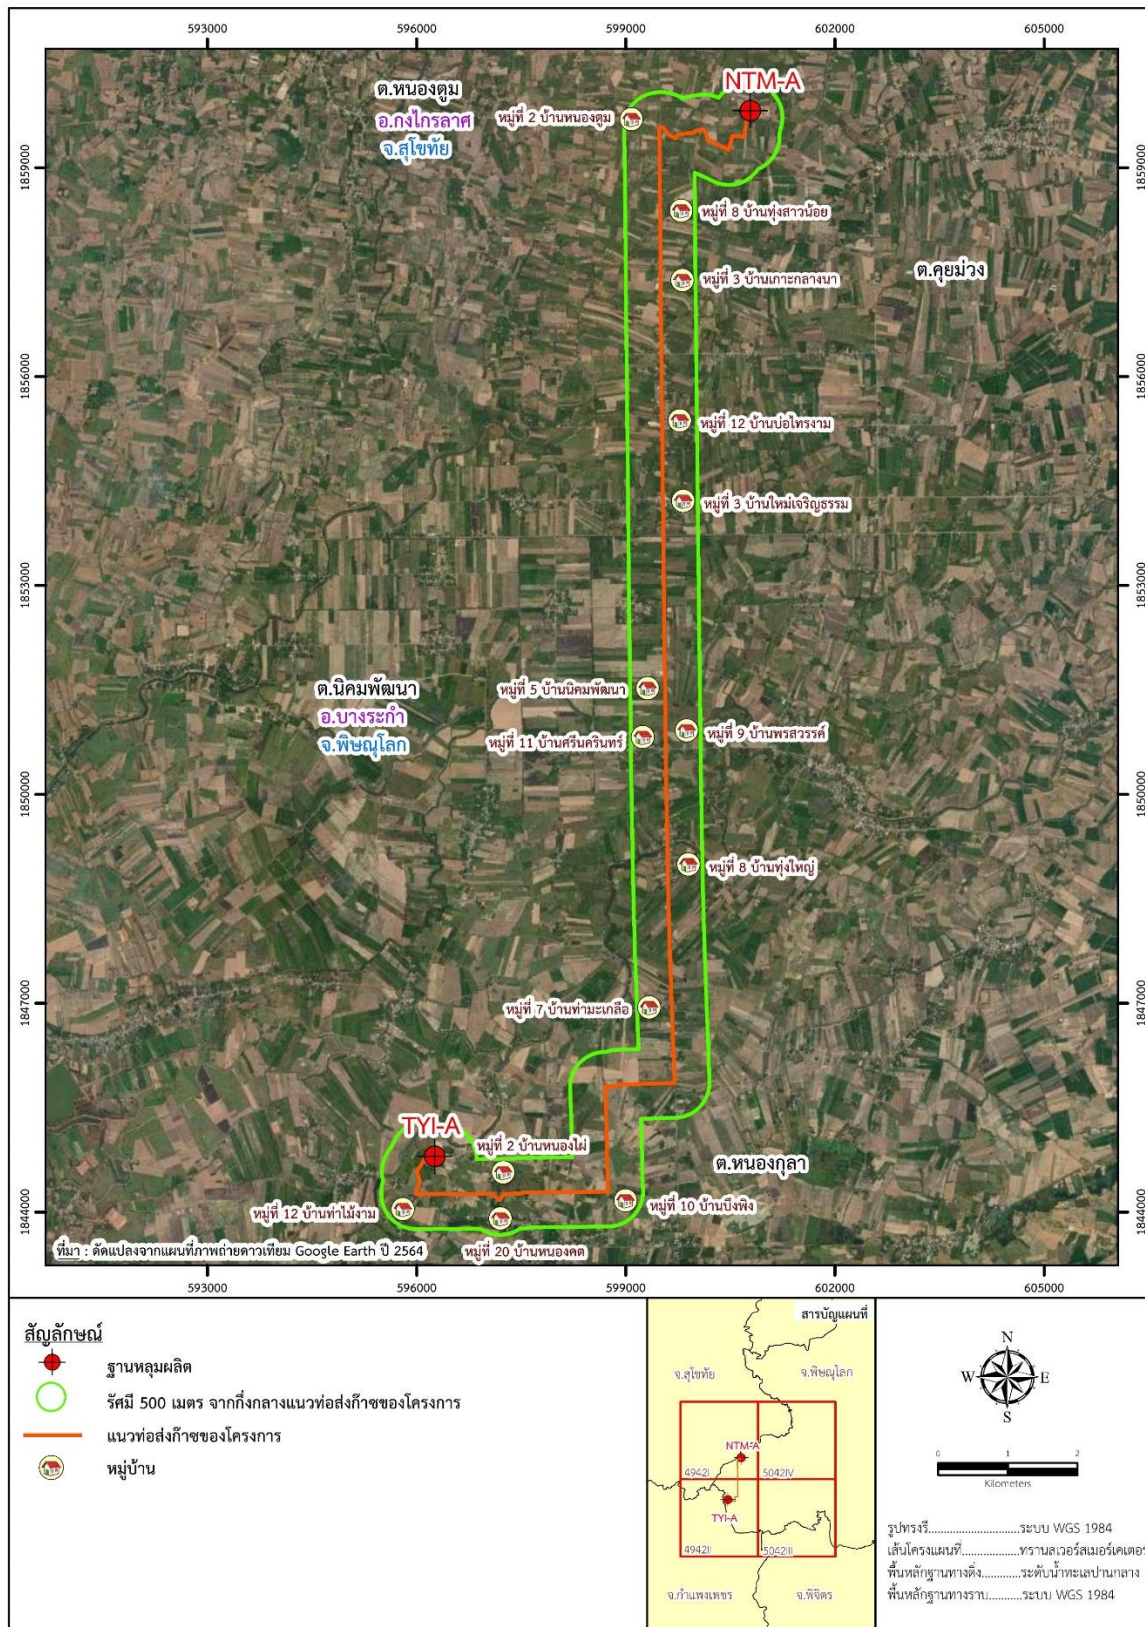 593000
596000
599000
602000
605000
1859000
1859000
1856000
1856000
1853000
1853000
1850000
1850000
1847000
1847000
1844000
1844000
ต.หนองตูม
อ.กงไกรลาศ
จ.สุโขทัย
NTM-A
หมู่ที่ 2 บ้านหนองตูม
หมู่ที่ 8 บ้านทุ่งสาวน้อย
ต.คุยม่วง
หมู่ที่ 3 บ้านเกาะกลางนา
หมู่ที่ 12 บ้านบ่อไทรงาม
หมู่ที่ 3 บ้านใหม่เจริญธรรม
ต.นิคมพัฒนา
อ.บางระกำ
จ.พิษณุโลก
หมู่ที่ 5 บ้านนิคมพัฒนา
หมู่ที่ 11 บ้านศรีนครินทร์
หมู่ที่ 9 บ้านพรสวรรค์
หมู่ที่ 8 บ้านทุ่งใหญ่
หมู่ที่ 7 บ้านท่ามะเกลือ
TYI-A
หมู่ที่ 2 บ้านหนองไผ่
ต.หนองกุลา
หมู่ที่ 12 บ้านท่าไม้งาม
หมู่ที่ 10 บ้านบึงพิง
หมู่ที่ 20 บ้านหนองคต
ที่มา : ดัดแปลงจากแผนที่ภาพถ่ายดาวเทียม Google Earth ปี 2564
593000
596000
599000
602000
605000
สัญลักษณ์
ฐานหลุมผลิต
รัศมี 500 เมตร จากกึ่งกลางแนวท่อส่งก๊าซของโครงการ
แนวท่อส่งก๊าซของโครงการ
หมู่บ้าน
สารบัญแผนที่
จ.สุโขทัย
จ.พิษณุโลก
NTM-A
4942I
5042IV
TYI-A
4942II
5042III
จ.กำแพงเพชร
จ.พิจิตร
N
W
E
S
0
1
2
Kilometers
รูปทรงรี............................ระบบ WGS 1984
เส้นโครงแผนที่..................ทรานสเวอร์สเมอร์เคเตอร์
พื้นหลักฐานทางดิ่ง............ระดับน้ำทะเลปานกลาง
พื้นหลักฐานทางราบ..........ระบบ WGS 1984